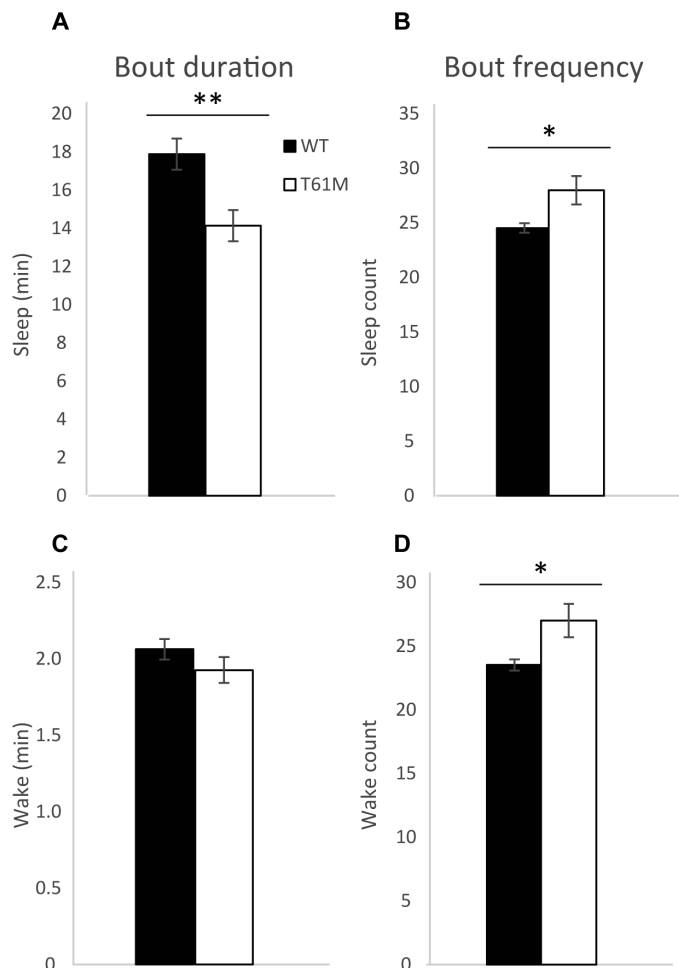 A
Bout duration
**
20
18
16
14
12
10
8
6
4
2
0
Sleep (min)
WT
T61M
B
Bout frequency
*
35
30
25
20
15
10
5
0
Sleep count
C
2.5
2.0
1.5
1.0
0.5
0
Wake (min)
D
*
30
25
20
15
10
5
0
Wake count